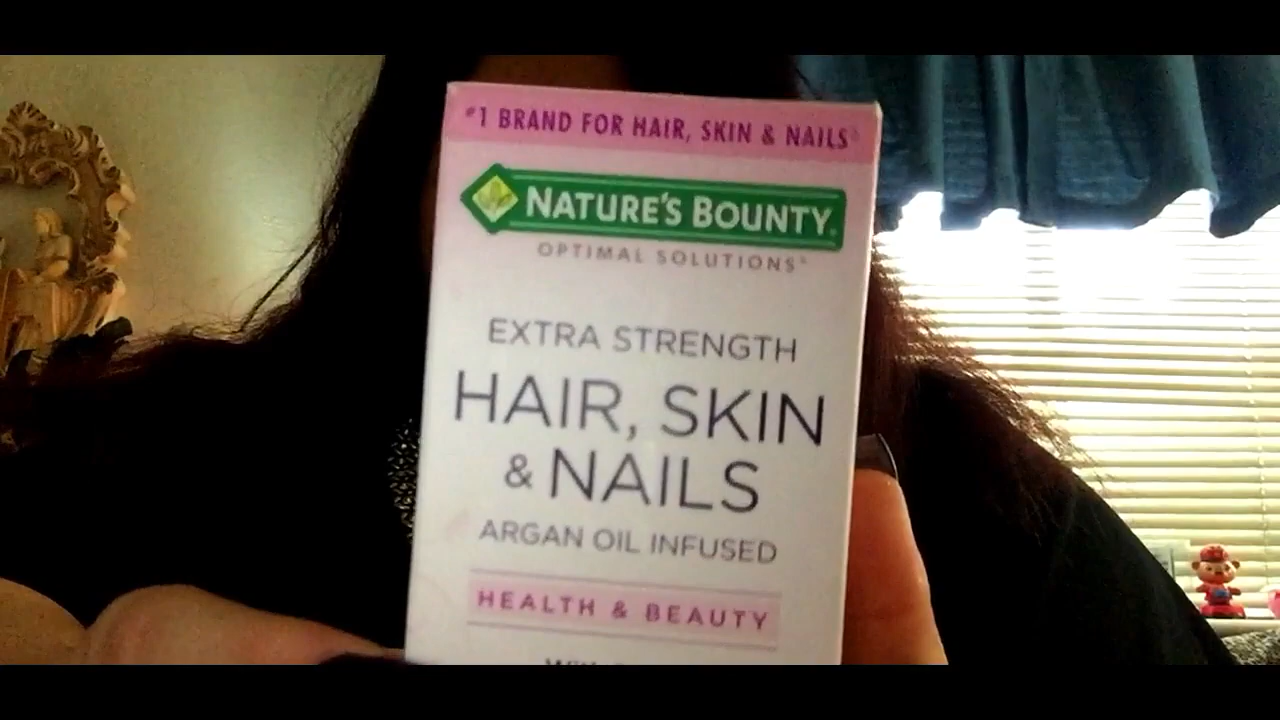 #1 BRAND FOR HAIR, SKIN & NAILS®
NATURE'S BOUNTY®
OPTIMAL SOLUTIONS®
EXTRA STRENGTH
HAIR, SKIN
& NAILS
ARGAN OIL INFUSED
HEALTH & BEAUTY